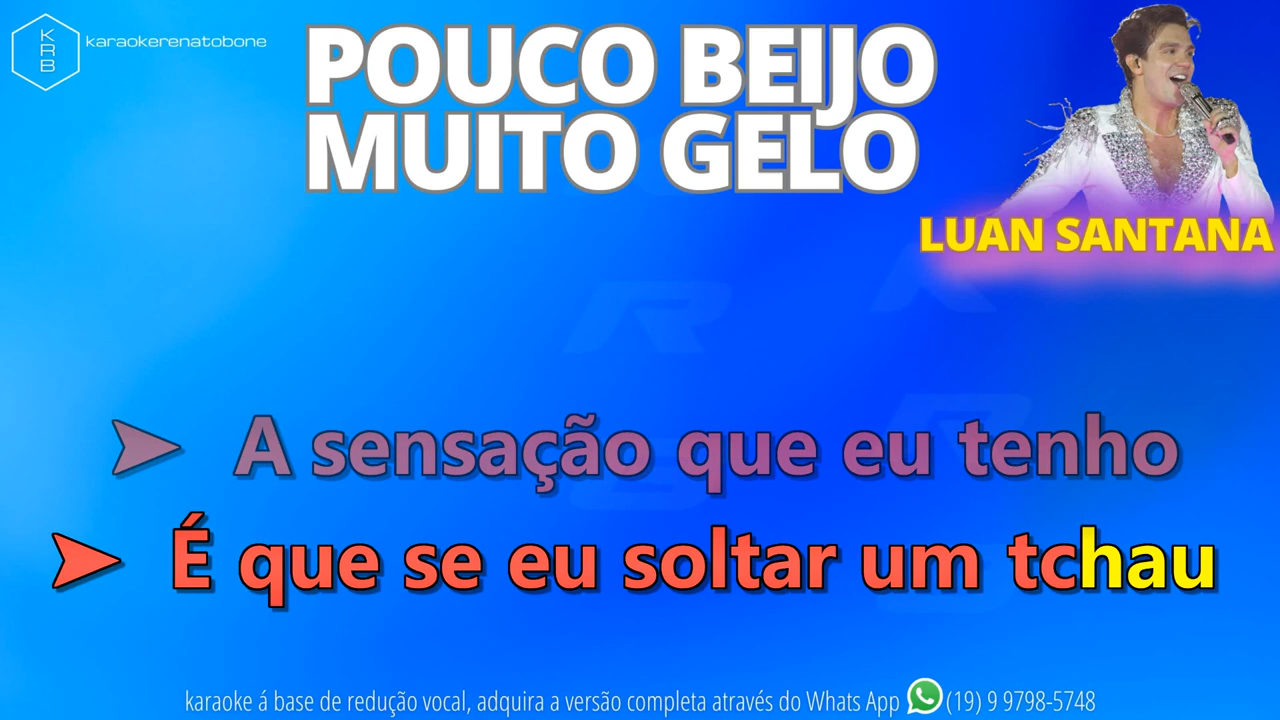 KRB
karaokerenatobone
POUCO BEIJO
MUITO GELO
LUAN SANTANA
➤ A sensação que eu tenho
➤ É que se eu soltar um tchau
karaoke á base de redução vocal, adquira a versão completa através do Whats App (19) 9 9798-5748